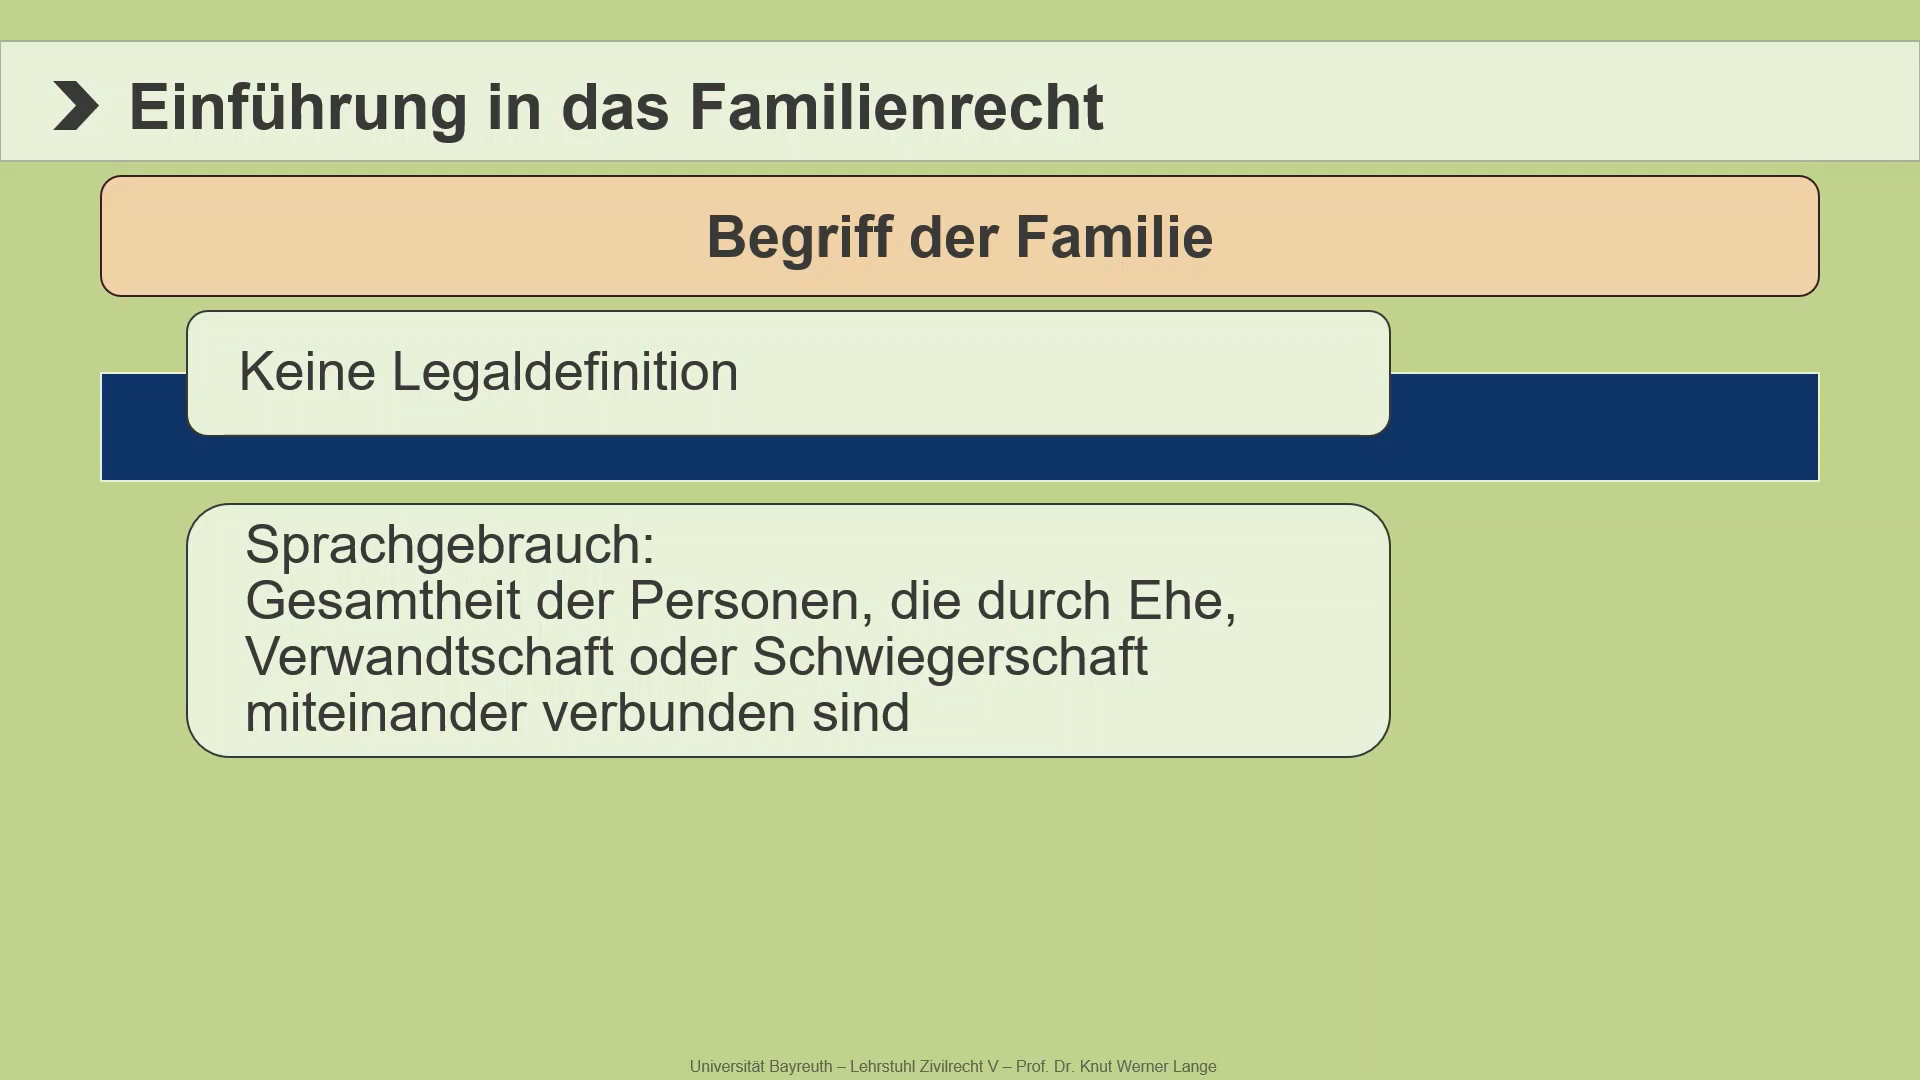 Einführung in das Familienrecht
Begriff der Familie
Keine Legaldefinition
Sprachgebrauch:
Gesamtheit der Personen, die durch Ehe,
Verwandtschaft oder Schwiegerschaft
miteinander verbunden sind
Universität Bayreuth – Lehrstuhl Zivilrecht V – Prof. Dr. Knut Werner Lange